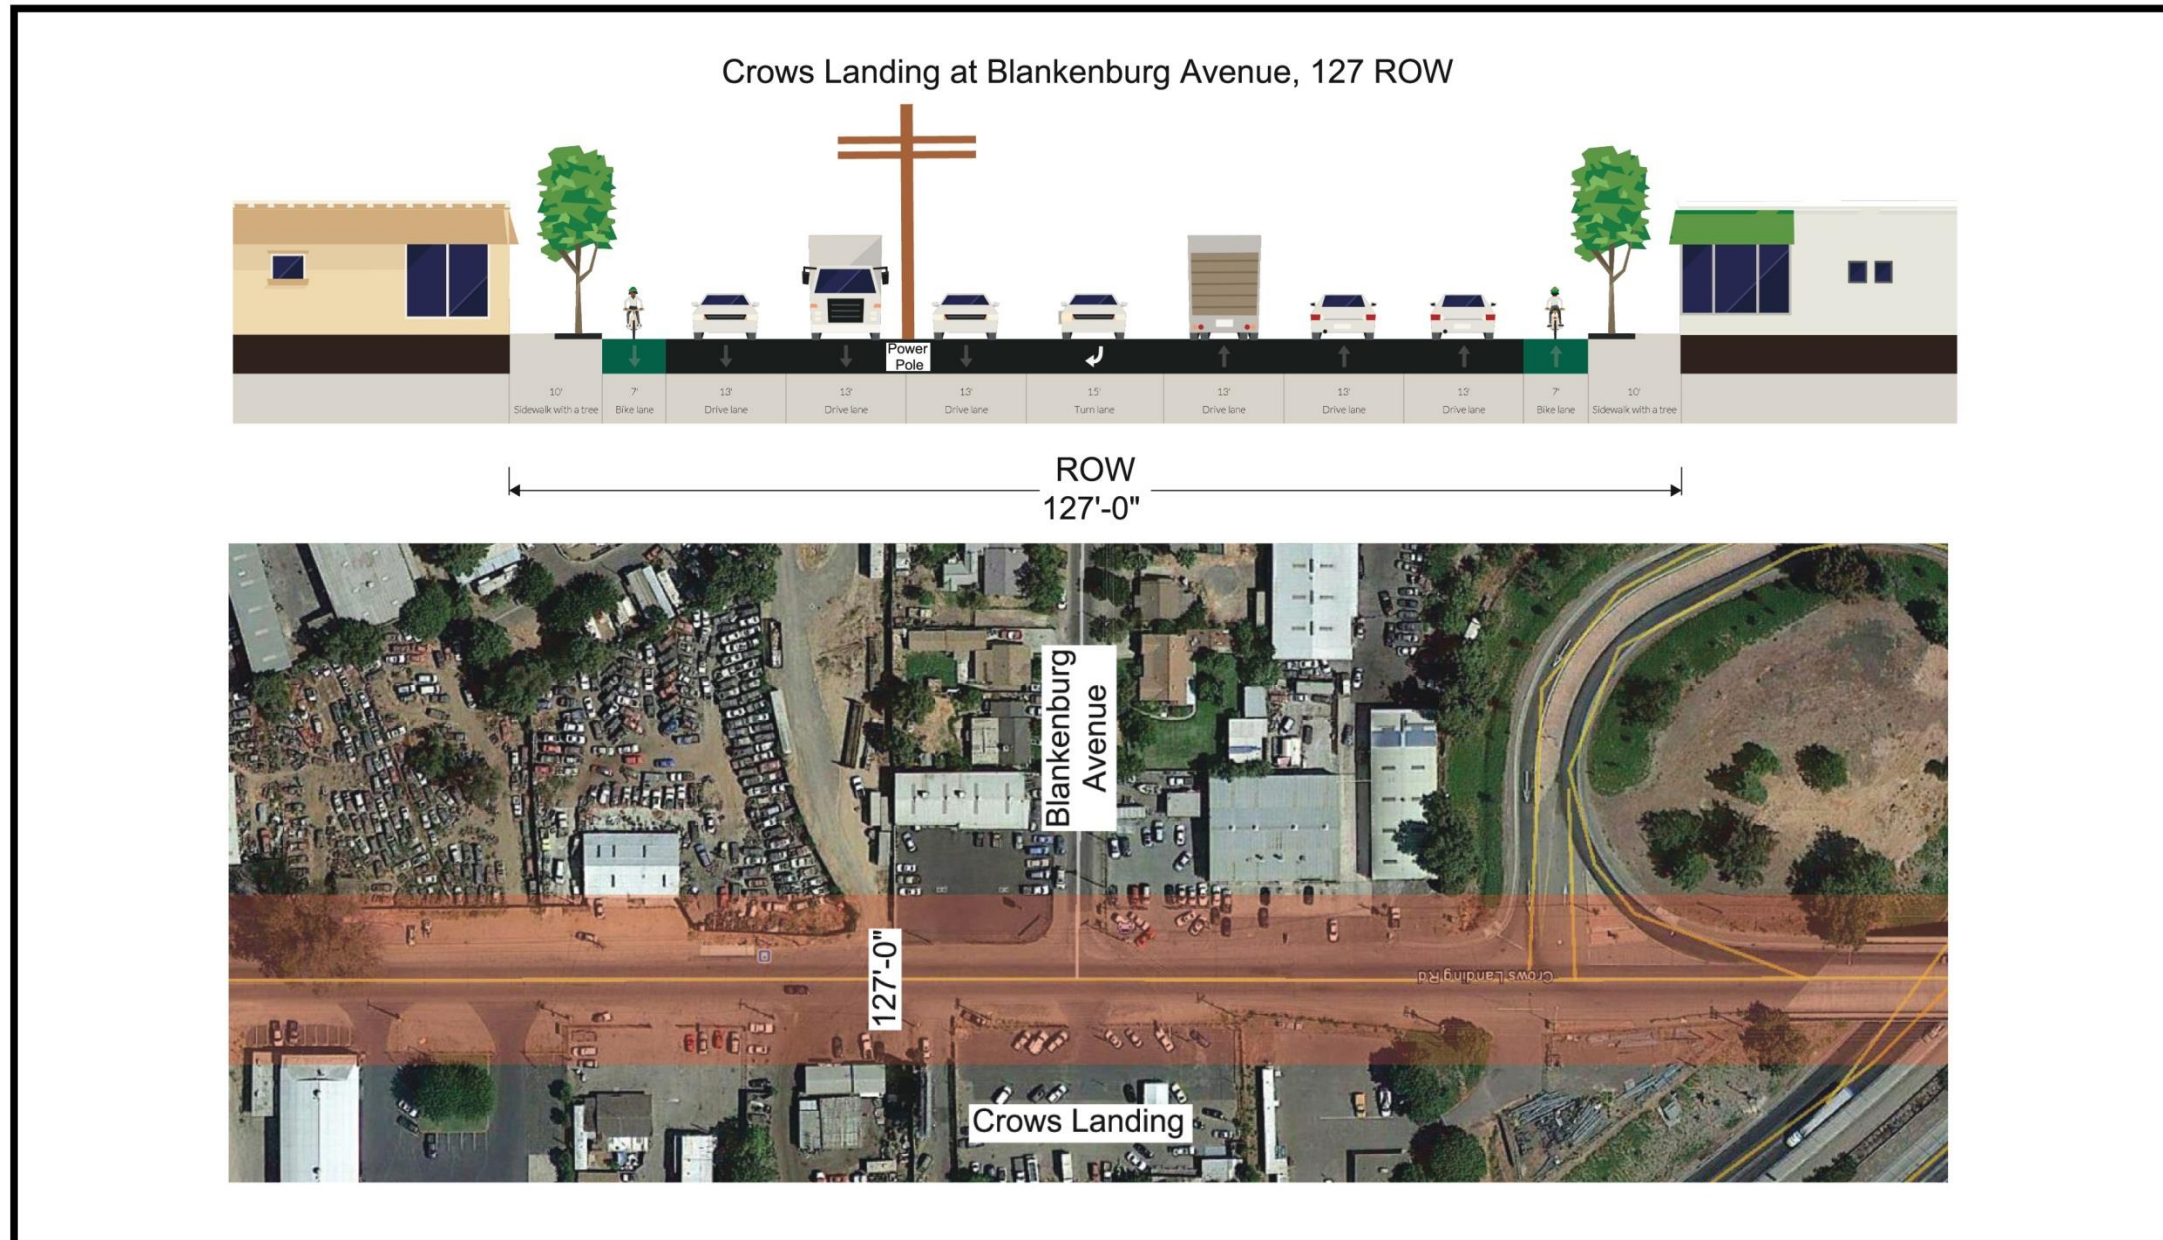 Crows Landing at Blankenburg Avenue, 127 ROW
Power
Pole
10'
Sidewalk with a tree
7'
Bike lane
13'
Drive lane
13'
Drive lane
13'
Drive lane
15'
Turn lane
13'
Drive lane
13'
Drive lane
13'
Drive lane
7'
Bike lane
10'
Sidewalk with a tree
ROW
127'-0"
Blankenburg
Avenue
127'-0"
Crows Landing Rd
Crows Landing